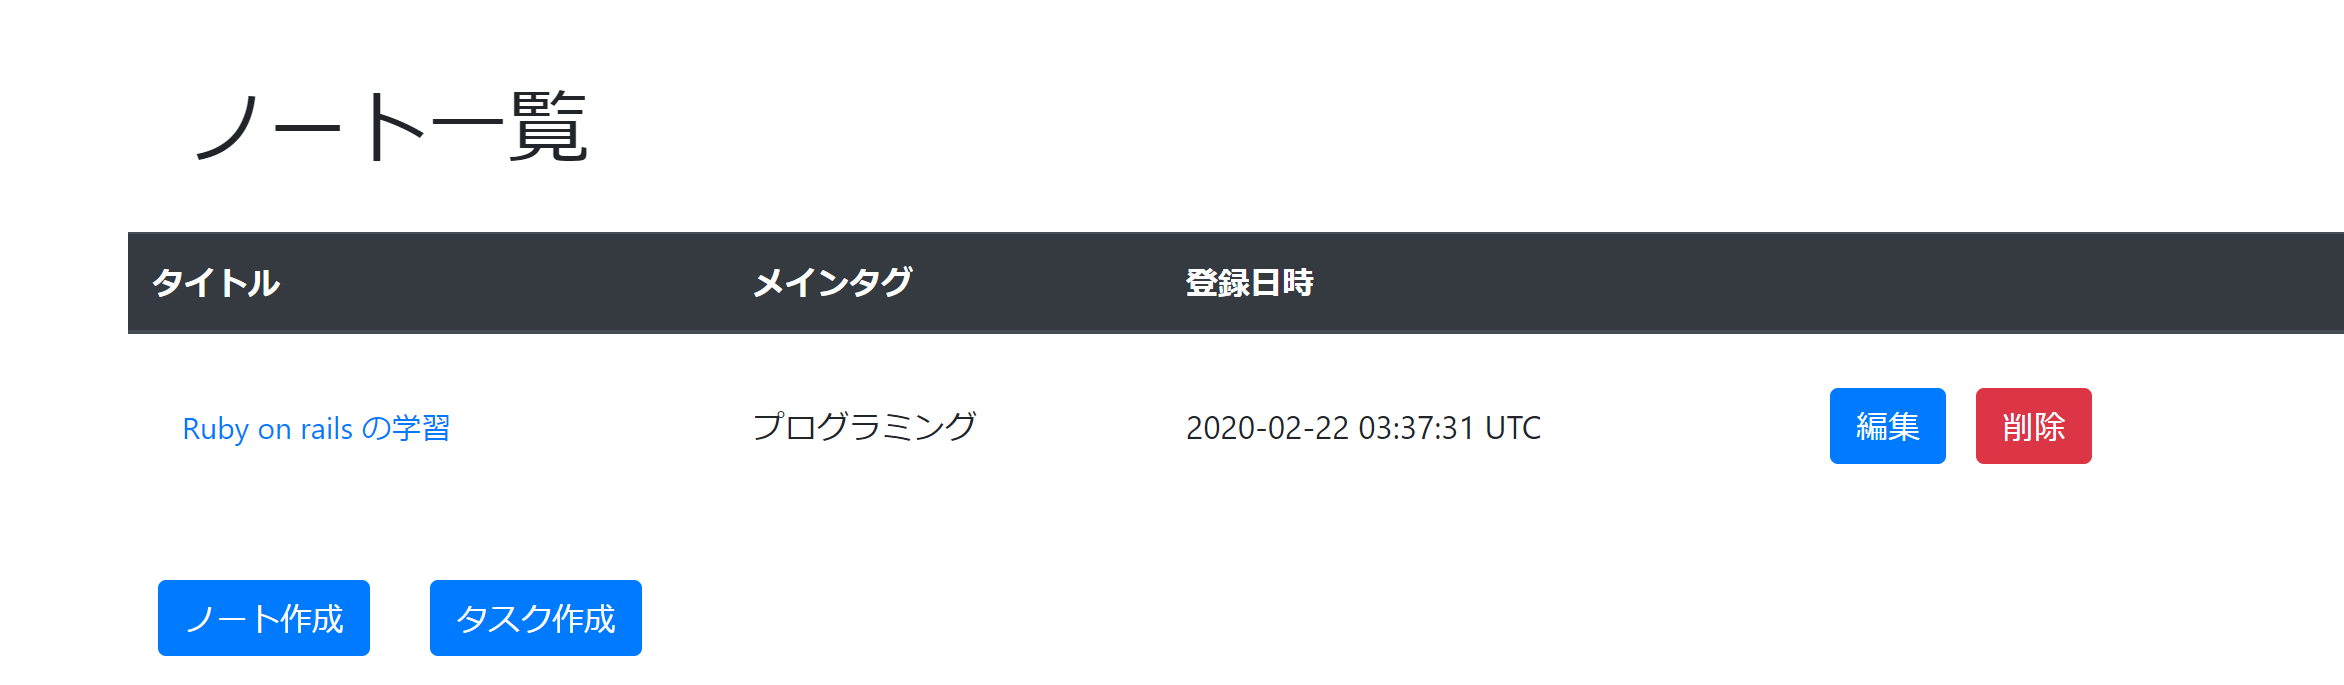 ノート一覧
タイトル メインタグ 登録日時
Ruby on rails の学習 プログラミング 2020-02-22 03:37:31 UTC 編集 削除
ノート作成 タスク作成